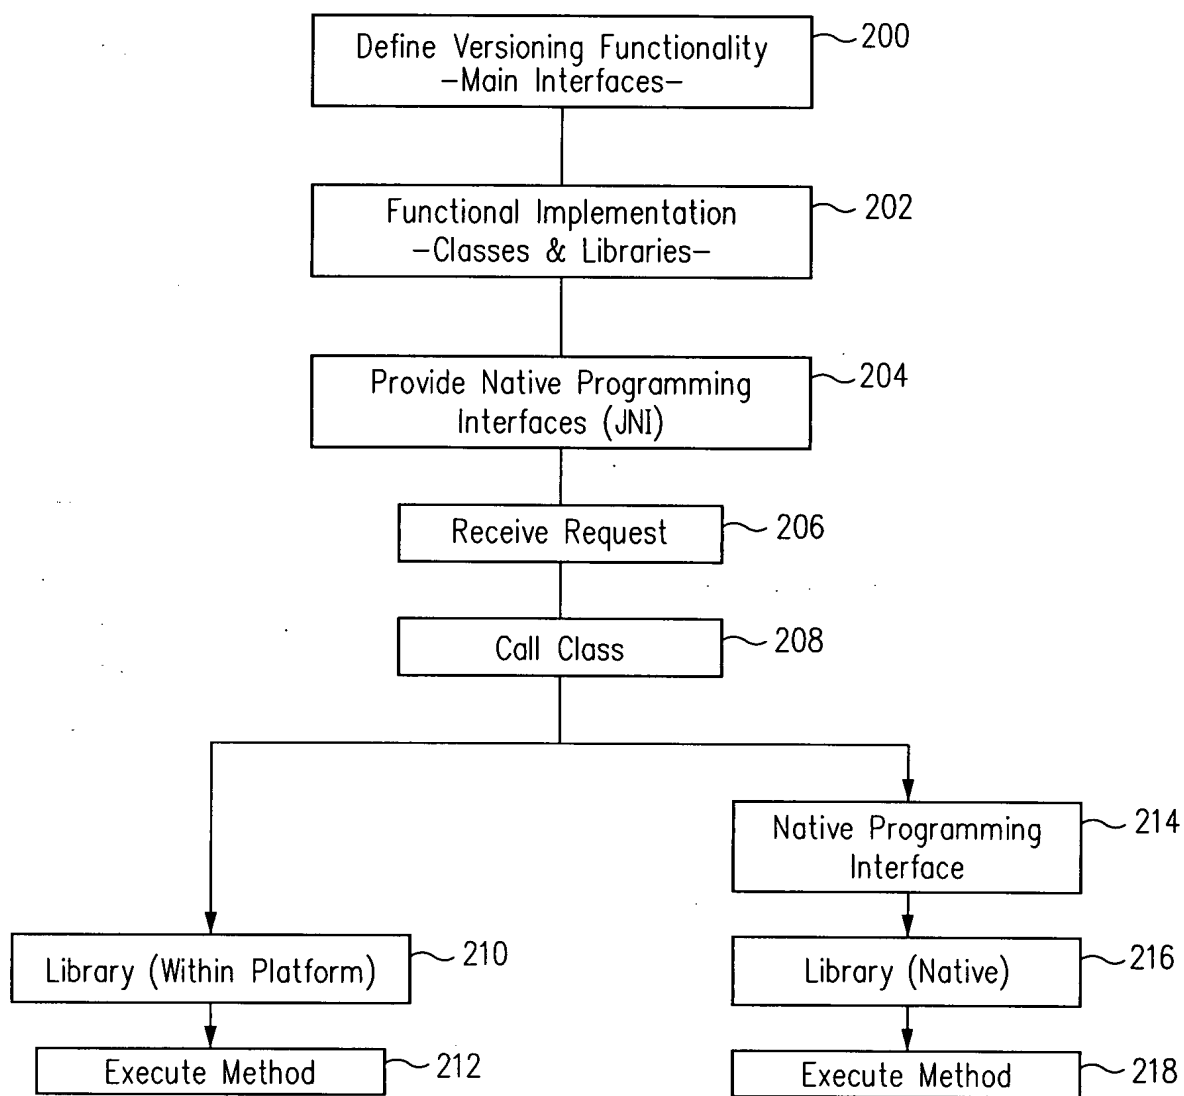 Define Versioning Functionality
–Main Interfaces–
200
Functional Implementation
–Classes & Libraries–
202
Provide Native Programming
Interfaces (JNI)
204
Receive Request
206
Call Class
208
Native Programming
Interface
214
Library (Within Platform)
210
Library (Native)
216
Execute Method
212
Execute Method
218